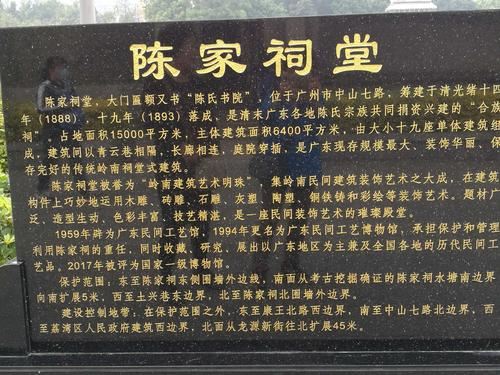 陈家祠堂
陈家祠堂，大门匾额又书“陈氏书院”，位于广州市中山七路，筹建于清光绪十四
年（1888），十九年（1893）落成，是清末广东各地陈氏宗族共同捐资兴建的“合族
祠”，占地面积15000平方米，主体建筑面积6400平方米，由大小十九座单体建筑组
成，建筑间以青云巷相隔，长廊相连、庭院穿插，是广东现存规模最大、装饰华丽、保
存完好的传统岭南祠堂式建筑。
陈家祠堂被誉为“岭南建筑艺术明珠”，集岭南民间建筑装饰艺术之大成，在建筑
构件上巧妙地运用木雕、砖雕、石雕、灰塑、陶塑、铜铁铸和彩绘等装饰艺术。题材广
泛、造型生动、色彩丰富、技艺精湛，是一座民间装饰艺术的璀璨殿堂。
1959年辟为广东民间工艺馆，1994年更名为广东民间工艺博物馆，承担保护和管理
利用陈家祠的重任，同时收藏、研究、展出以广东地区为主兼及全国各地的历代民间工
艺品。2017年被评为国家一级博物馆。
保护范围：东至陈家祠东侧围墙外边界，南面从考古挖掘确证的陈家祠水塘南边界
向南扩展5米，西至土兴巷东边界，北至陈家祠北围墙外边界。
建设控制地带：在保护范围之外，东至康王北路西边界，南至中山七路北边界，西
至荔湾区人民政府建筑西边界，北面从龙源新街往北扩展45米。